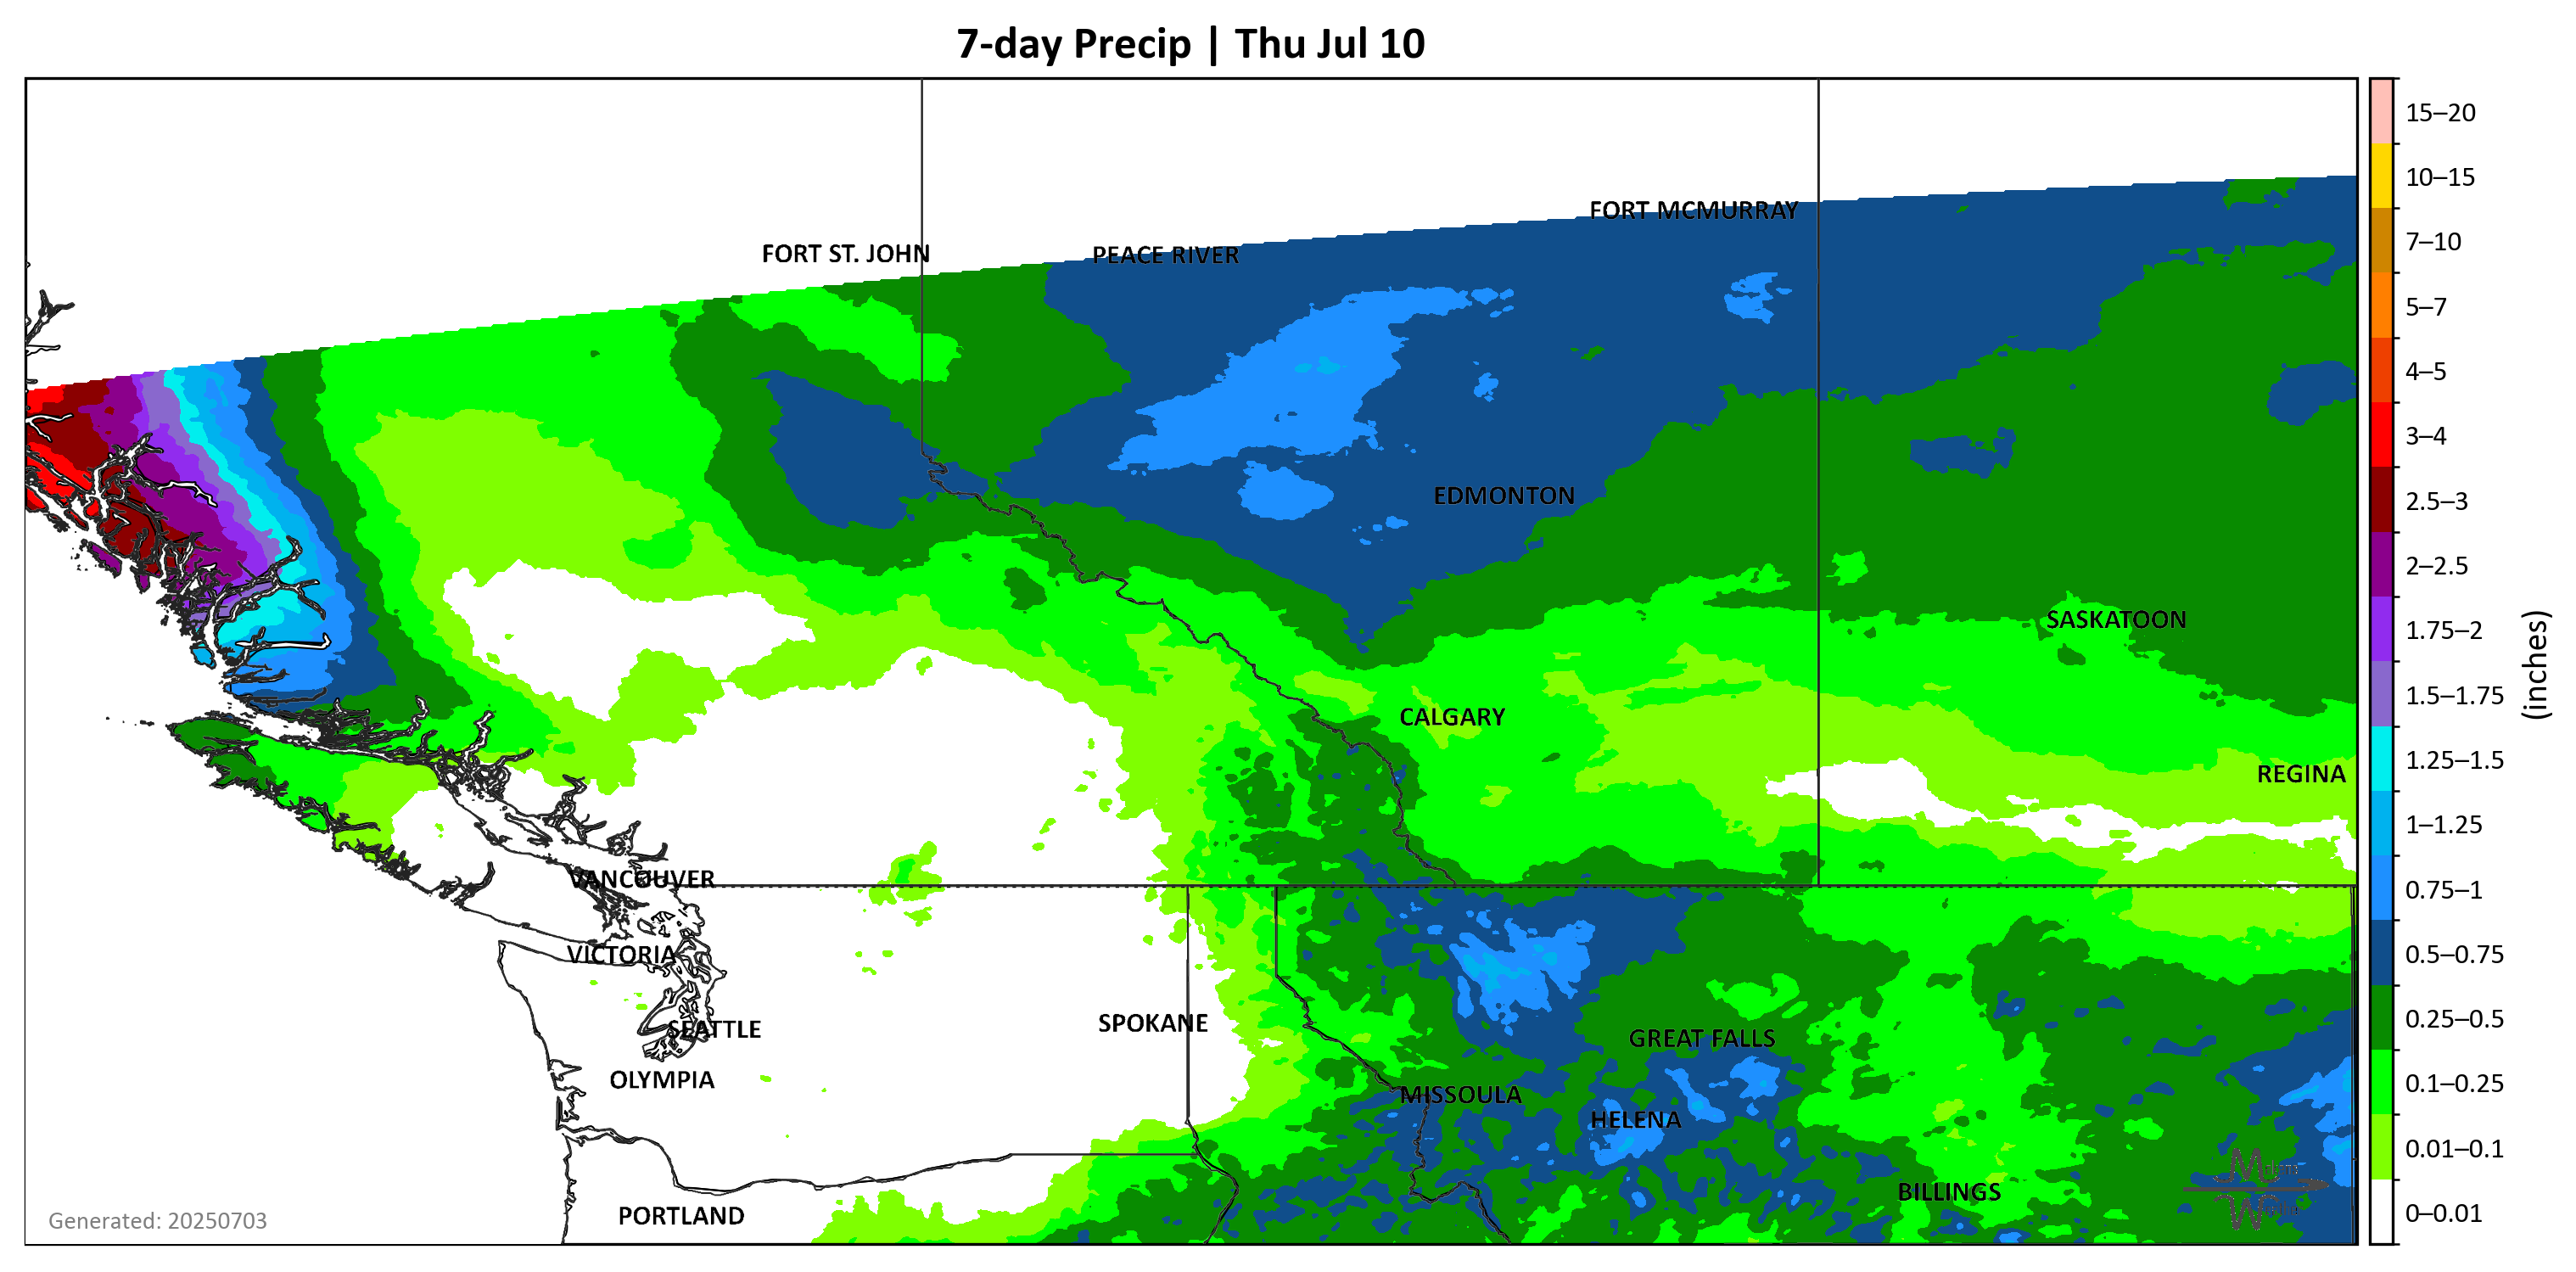 7-day Precip | Thu Jul 10
15–20
10–15
7–10
5–7
4–5
3–4
2.5–3
2–2.5
1.75–2
1.5–1.75
1.25–1.5
1–1.25
0.75–1
0.5–0.75
0.25–0.5
0.1–0.25
0.01–0.1
0–0.01
(inches)
FORT MCMURRAY
FORT ST. JOHN
PEACE RIVER
EDMONTON
SASKATOON
CALGARY
REGINA
VANCOUVER
VICTORIA
SPOKANE
SEATTLE
GREAT FALLS
OLYMPIA
MISSOULA
HELENA
BILLINGS
PORTLAND
Generated: 20250703